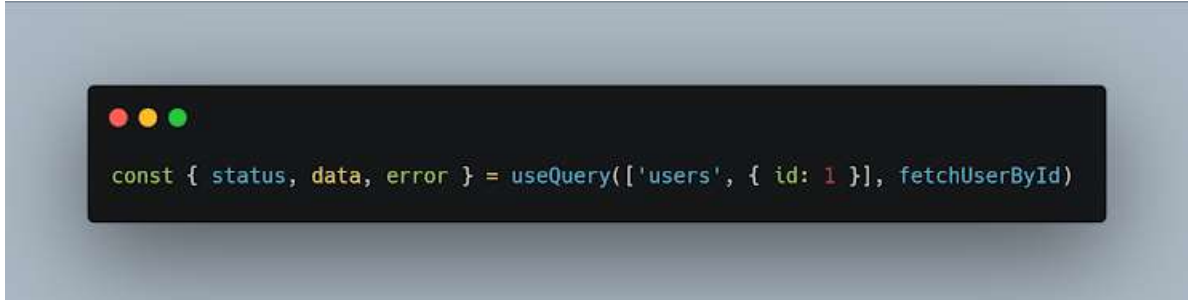 const { status, data, error } = useQuery(['users', { id: 1 }], fetchUserById)